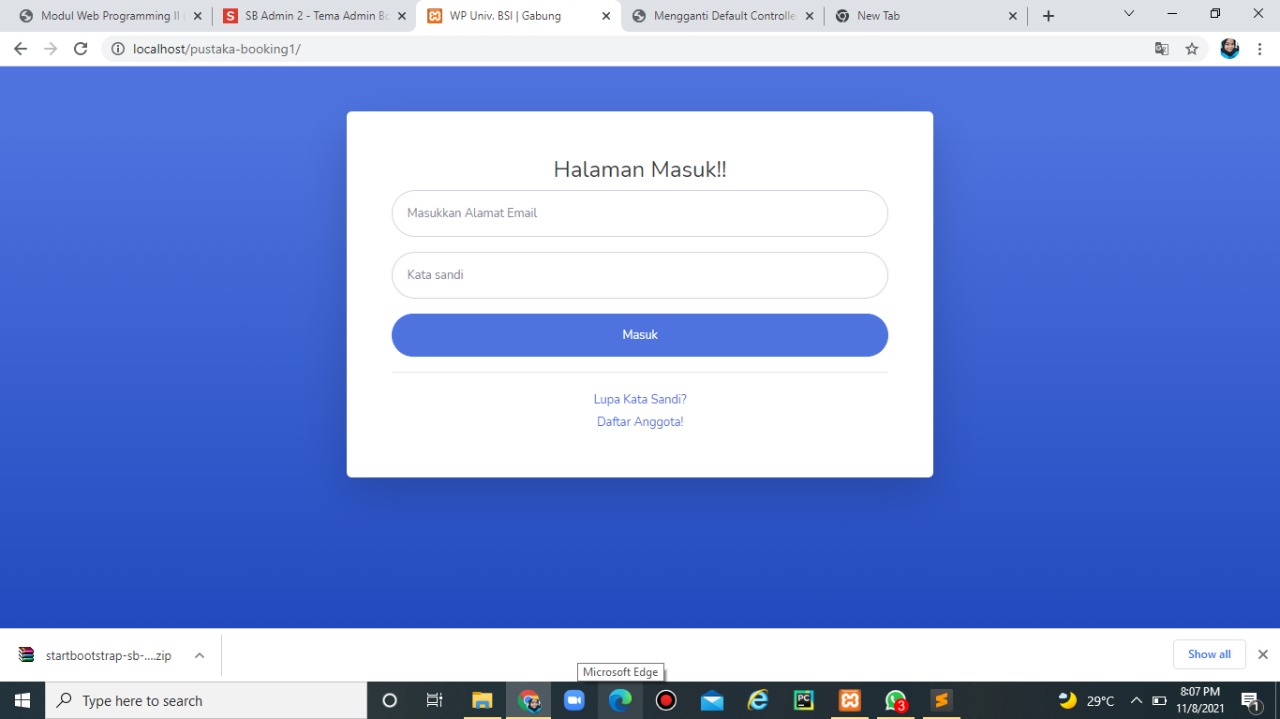 Modul Web Programming II (
SB Admin 2 - Tema Admin Bo
WP Univ. BSI | Gabung
Mengganti Default Controlle
New Tab
localhost/pustaka-booking1/
Halaman Masuk!!
Masukkan Alamat Email
Kata sandi
Masuk
Lupa Kata Sandi?
Daftar Anggota!
startbootstrap-sb-....zip
Show all
Microsoft Edge
Type here to search
PC
3
29°C
8:07 PM
11/8/2021
1